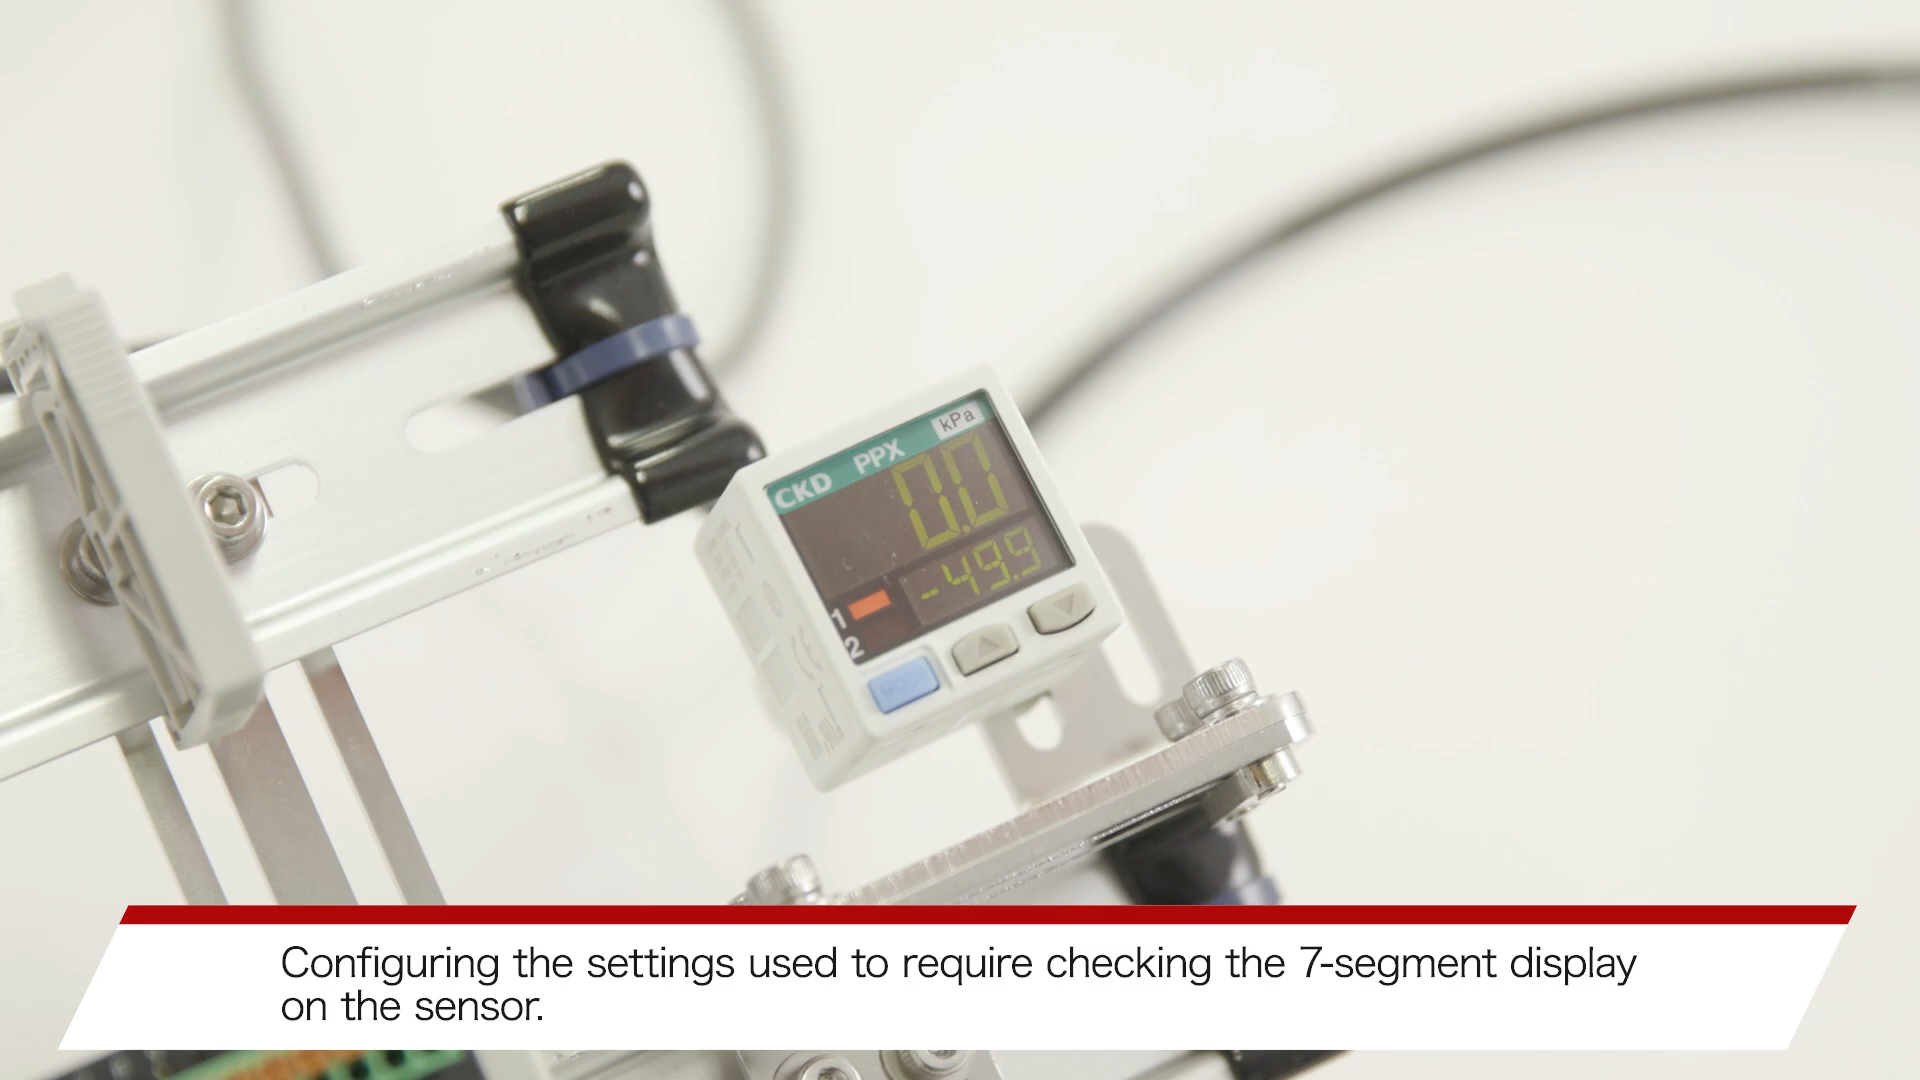 CKD PPX kPa
0.0
-49.9
1
2
MODE
Configuring the settings used to require checking the 7-segment display
on the sensor.